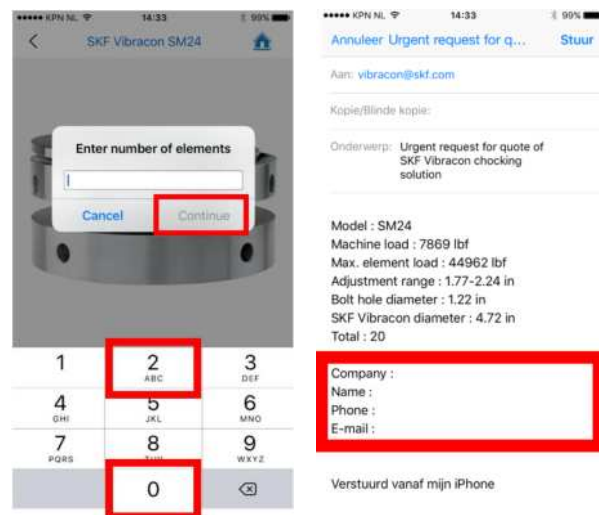 KPN NL 14:33 99%
SKF Vibracon SM24
Enter number of elements
Cancel Continue
1 2 3
ABC DEF
4 5 6
GHI JKL MNO
7 8 9
PQRS WXYZ
0
KPN NL 14:33 99%
Annuleer Urgent request for q... Stuur
Aan: vibracon@skf.com
Kopie/Blinde kopie:
Onderwerp: Urgent request for quote of
SKF Vibracon chocking
solution
Model : SM24
Machine load : 7869 lbf
Max. element load : 44962 lbf
Adjustment range : 1.77-2.24 in
Bolt hole diameter : 1.22 in
SKF Vibracon diameter : 4.72 in
Total : 20
Company :
Name :
Phone :
E-mail :
Verstuurd vanaf mijn iPhone